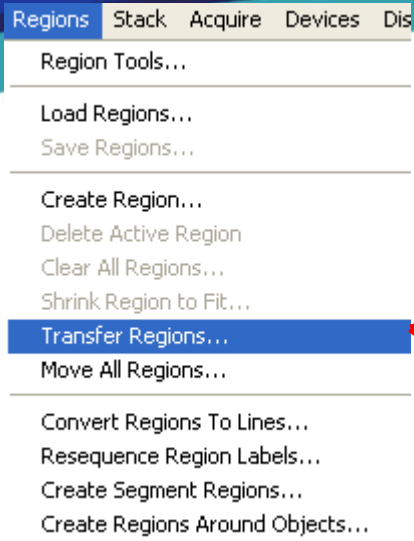 Regions Stack Acquire Devices Dis
Region Tools...
Load Regions...
Save Regions...
Create Region...
Delete Active Region
Clear All Regions...
Shrink Region to Fit...
Transfer Regions...
Move All Regions...
Convert Regions To Lines...
Resequence Region Labels...
Create Segment Regions...
Create Regions Around Objects...